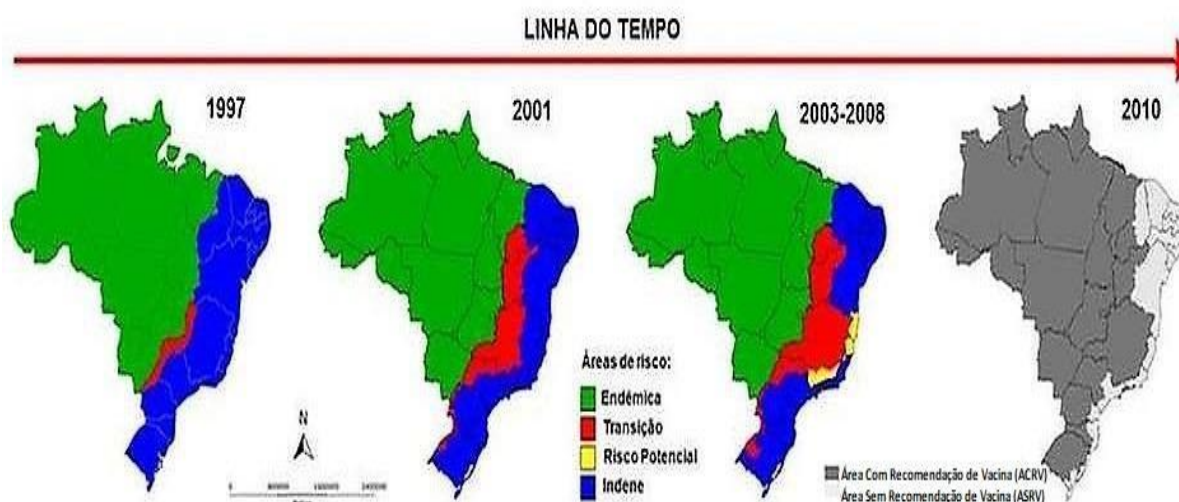 LINHA DO TEMPO
1997
2001
2003-2008
2010
Áreas de risco:
Endêmica
Transição
Risco Potencial
Indene
N
Área Com Recomendação de Vacina (ACRV)
Área Sem Recomendação de Vacina (ASRV)